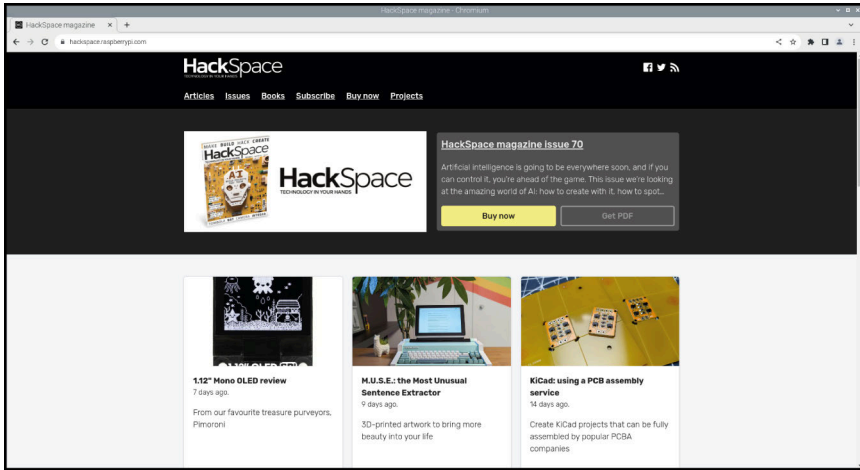 HackSpace magazine - Chromium
HackSpace magazine
hackspace.raspberrypi.com
HackSpace
TECHNOLOGY IN YOUR HANDS
Articles Issues Books Subscribe Buy now Projects
MAKE BUILD HACK CREATE
HackSpace
AI
HackSpace
TECHNOLOGY IN YOUR HANDS
HackSpace magazine issue 70
Artificial intelligence is going to be everywhere soon, and if you
can control it, you're ahead of the game. This issue we're looking
at the amazing world of AI: how to create with it, how to spot...
Buy now Get PDF
1.12" Mono OLED review
7 days ago.
From our favourite treasure purveyors,
Pimoroni
M.U.S.E.: the Most Unusual
Sentence Extractor
9 days ago.
3D-printed artwork to bring more
beauty into your life
KiCad: using a PCB assembly
service
14 days ago.
Create KiCad projects that can be fully
assembled by popular PCBA
companies